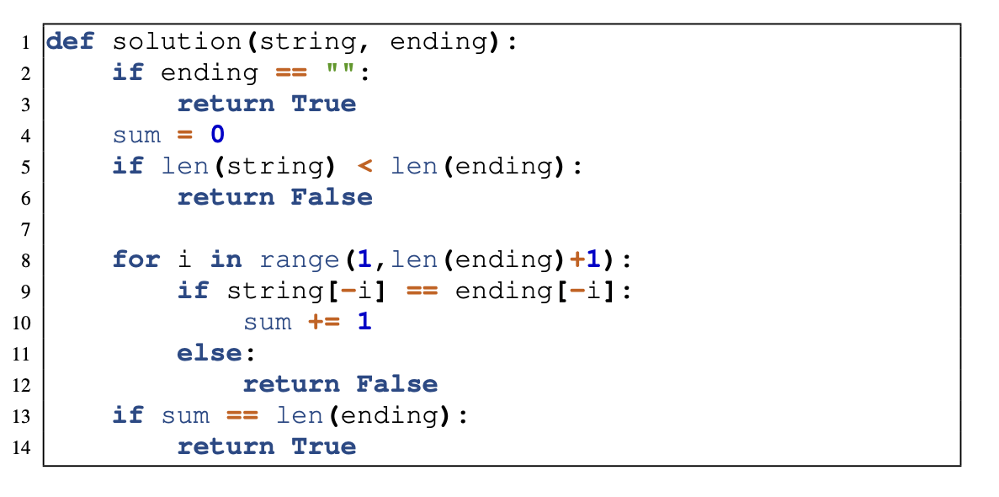 1 def solution(string, ending):
2     if ending == "":
3         return True
4     sum = 0
5     if len(string) < len(ending):
6         return False
7
8     for i in range(1,len(ending)+1):
9         if string[-i] == ending[-i]:
10             sum += 1
11         else:
12             return False
13     if sum == len(ending):
14         return True